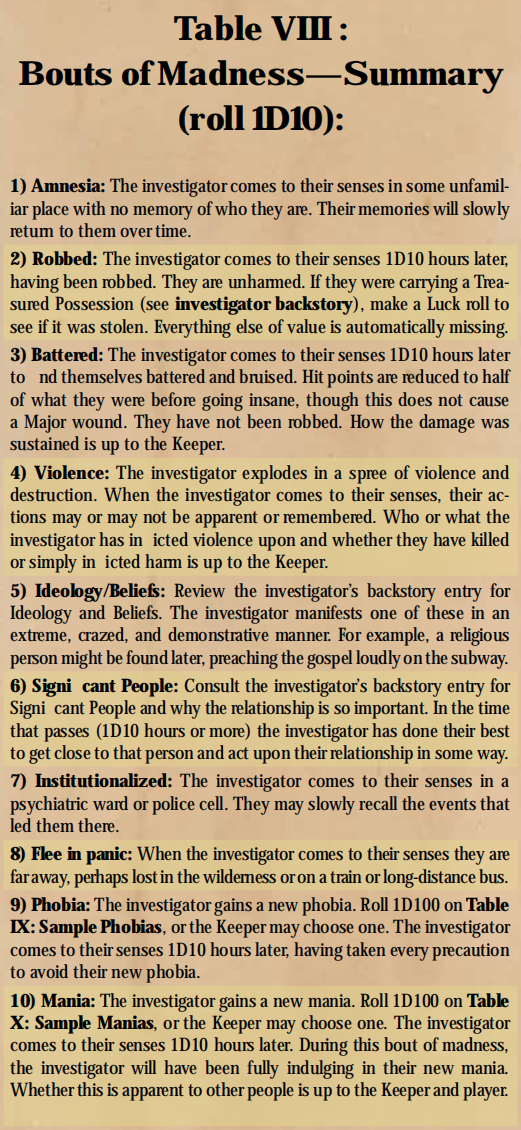 Table VIII:
Bouts of Madness—Summary
(roll 1D10):
1) Amnesia: The investigator comes to their senses in some unfamil-
iar place with no memory of who they are. Their memories will slowly
return to them over time.
2) Robbed: The investigator comes to their senses 1D10 hours later,
having been robbed. They are unharmed. If they were carrying a Trea-
sured Possession (see investigator backstory), make a Luck roll to
see if it was stolen. Everything else of value is automatically missing.
3) Battered: The investigator comes to their senses 1D10 hours later
to nd themselves battered and bruised. Hit points are reduced to half
of what they were before going insane, though this does not cause
a Major wound. They have not been robbed. How the damage was
sustained is up to the Keeper.
4) Violence: The investigator explodes in a spree of violence and
destruction. When the investigator comes to their senses, their ac-
tions may or may not be apparent or remembered. Who or what the
investigator has in icted violence upon and whether they have killed
or simply in icted harm is up to the Keeper.
5) Ideology/Beliefs: Review the investigator's backstory entry for
Ideology and Beliefs. The investigator manifests one of these in an
extreme, crazed, and demonstrative manner. For example, a religious
person might be found later, preaching the gospel loudly on the subway.
6) Signi cant People: Consult the investigator's backstory entry for
Signi cant People and why the relationship is so important. In the time
that passes (1D10 hours or more) the investigator has done their best
to get close to that person and act upon their relationship in some way.
7) Institutionalized: The investigator comes to their senses in a
psychiatric ward or police cell. They may slowly recall the events that
led them there.
8) Flee in panic: When the investigator comes to their senses they are
far away, perhaps lost in the wilderness or on a train or long-distance bus.
9) Phobia: The investigator gains a new phobia. Roll 1D100 on Table
IX: Sample Phobias, or the Keeper may choose one. The investigator
comes to their senses 1D10 hours later, having taken every precaution
to avoid their new phobia.
10) Mania: The investigator gains a new mania. Roll 1D100 on Table
X: Sample Manias, or the Keeper may choose one. The investigator
comes to their senses 1D10 hours later. During this bout of madness,
the investigator will have been fully indulging in their new mania.
Whether this is apparent to other people is up to the Keeper and player.